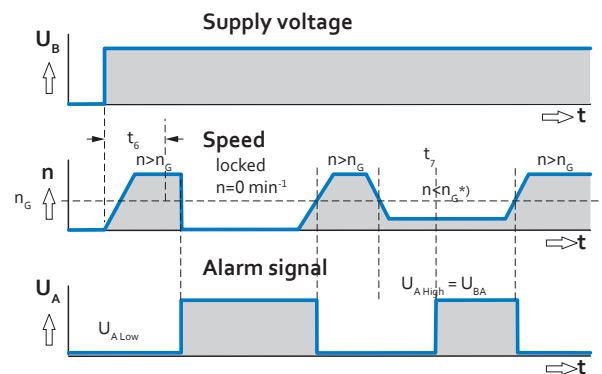 Supply voltage
U_B
t
t_6
Speed
t_7
n>n_G
locked
n>n_G
n>n_G
n
n=0 min⁻¹
n<n_G*)
n_G
t
Alarm signal
U_A
U_A High = U_BA
U_A Low
t